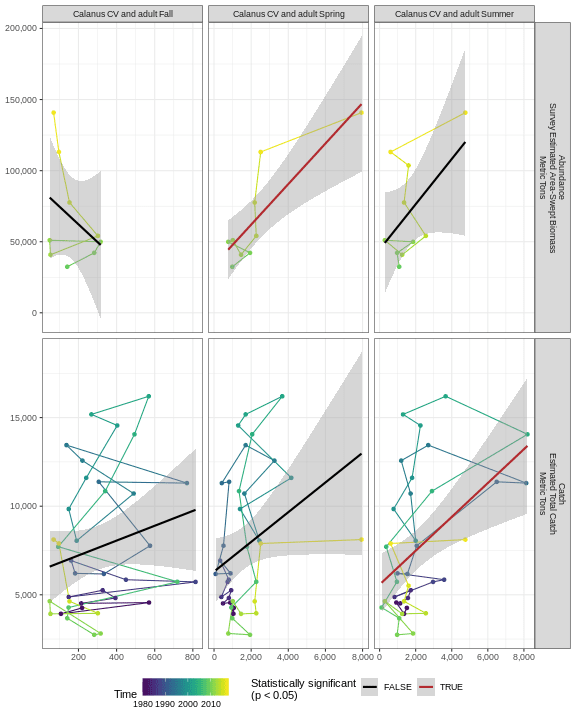 Calanus CV and adult Fall
Calanus CV and adult Spring
Calanus CV and adult Summer
200,000
150,000
100,000
50,000
0
Abundance
Survey Estimated Area-Swept Biomass
Metric Tons
15,000
10,000
5,000
Catch
Estimated Total Catch
Metric Tons
200 400 600 800
0 2,000 4,000 6,000 8,000
0 2,000 4,000 6,000 8,000
Time
1980 1990 2000 2010
Statistically significant
(p < 0.05)
FALSE
TRUE